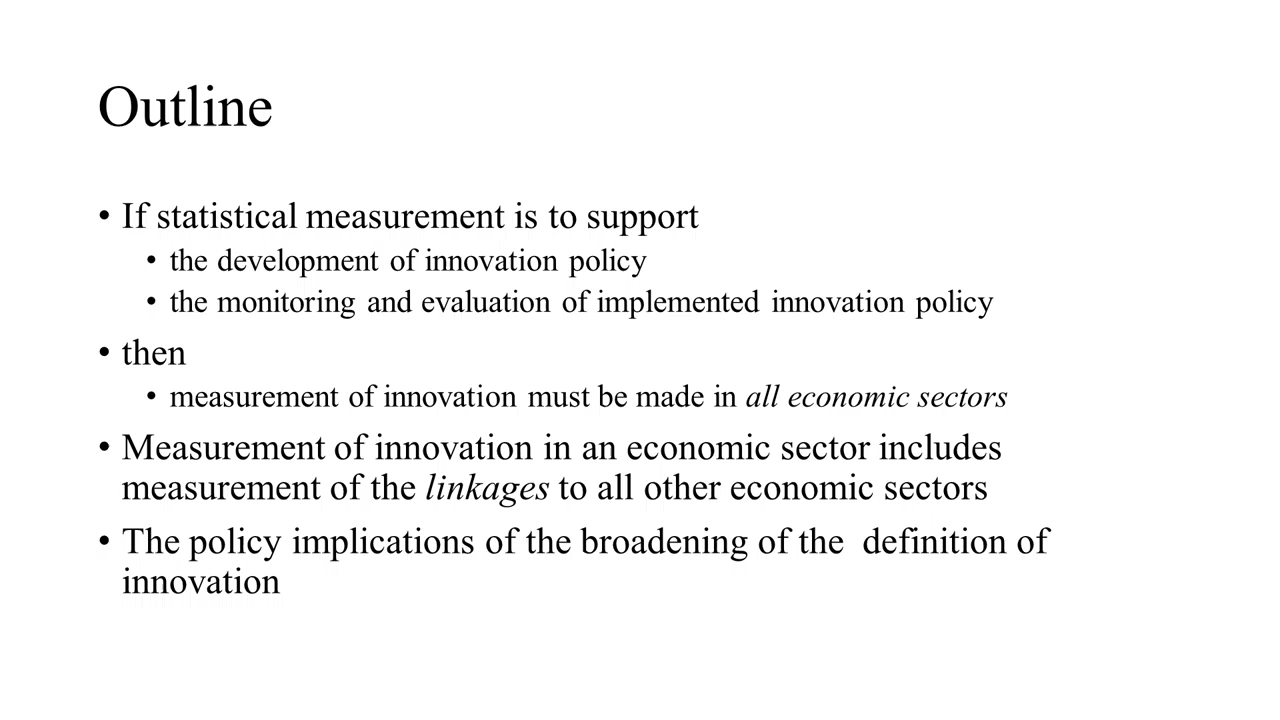 Outline
• If statistical measurement is to support
• the development of innovation policy
• the monitoring and evaluation of implemented innovation policy
• then
• measurement of innovation must be made in all economic sectors
• Measurement of innovation in an economic sector includes
measurement of the linkages to all other economic sectors
• The policy implications of the broadening of the  definition of
innovation